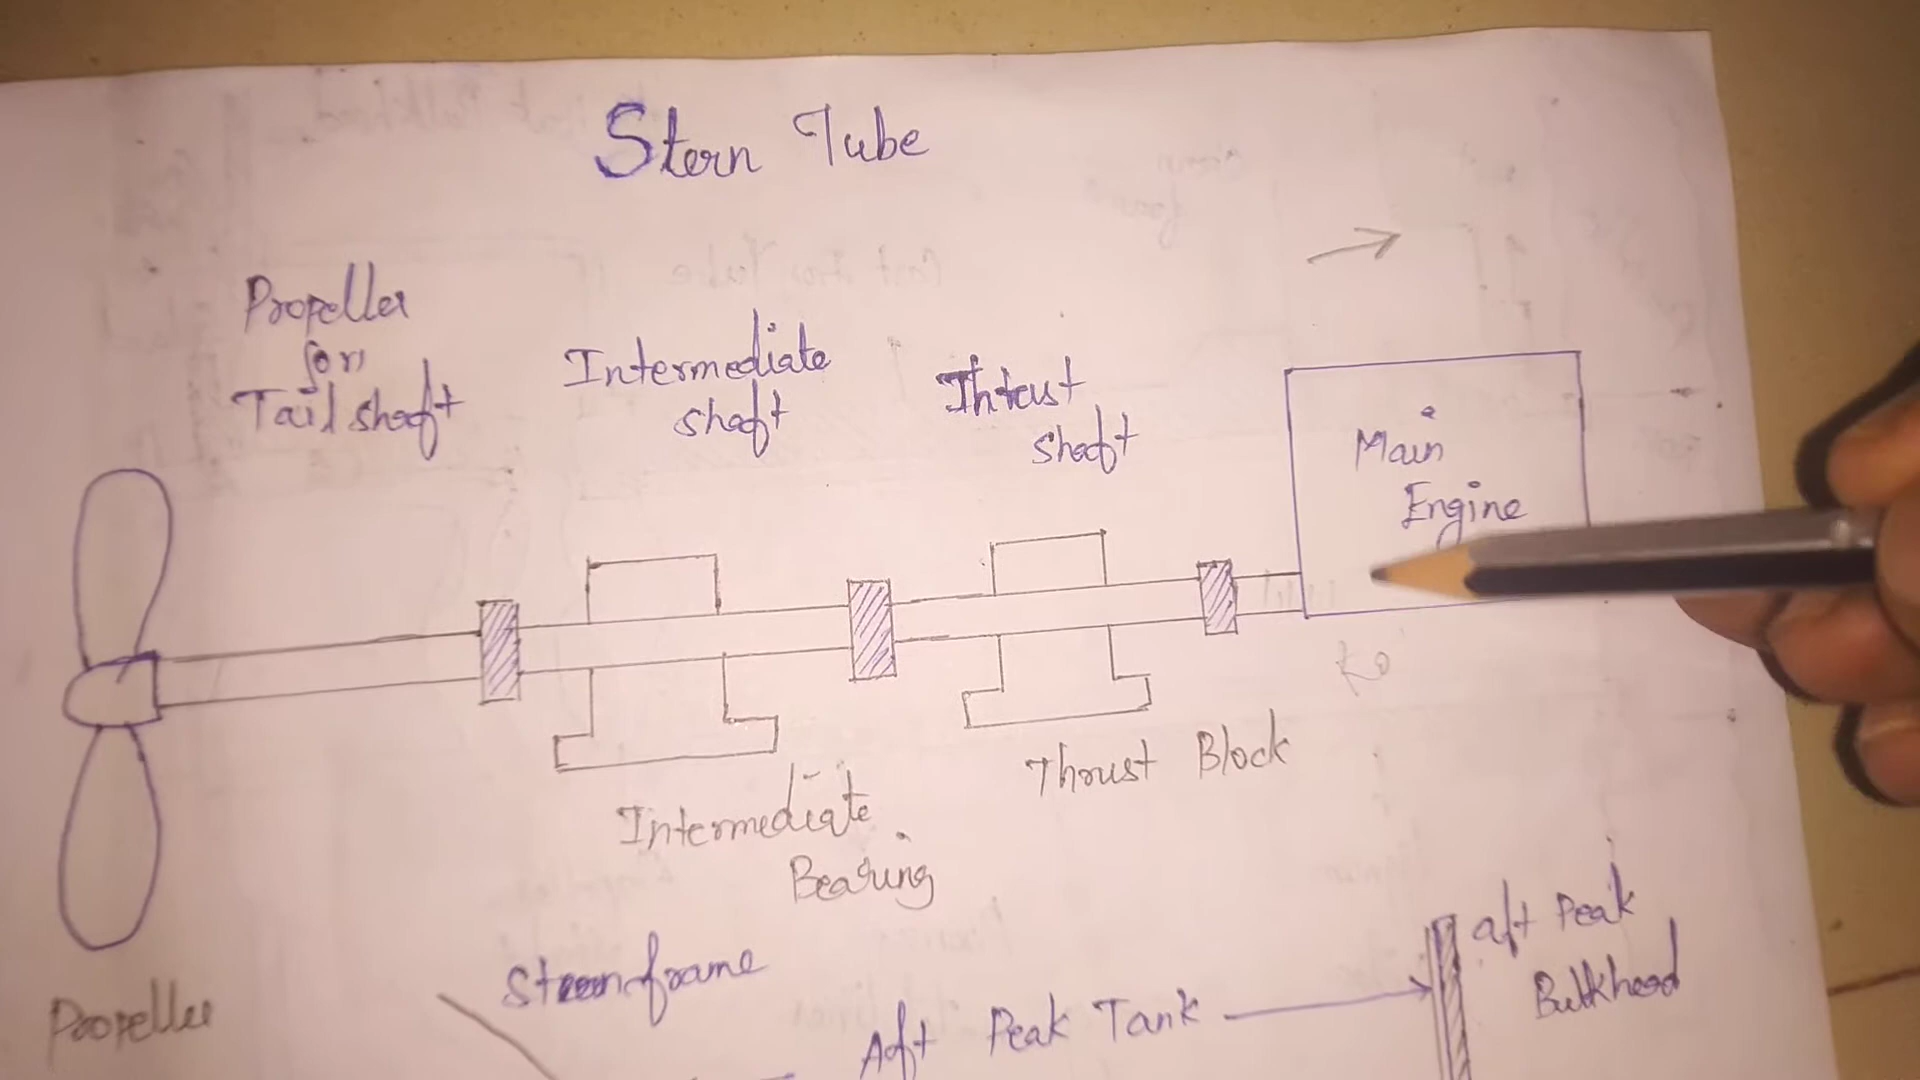 Stern Tube
Propeller
(or)
Tail shaft
Intermediate
shaft
Thrust
shaft
Main
Engine
Thrust Block
Intermediate
Bearing
Propeller
Sternframe
Aft Peak Tank
aft Peak
Bulkhead